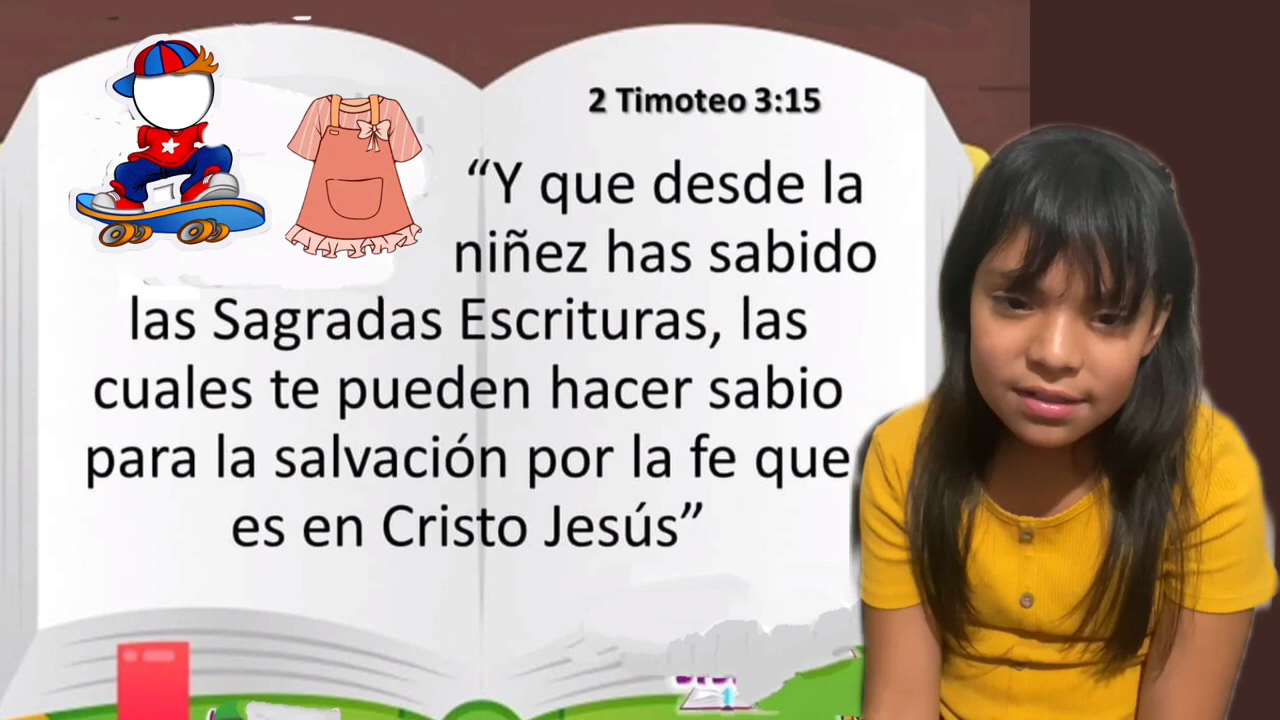 2 Timoteo 3:15
“Y que desde la
niñez has sabido
las Sagradas Escrituras, las
cuales te pueden hacer sabio
para la salvación por la fe que
es en Cristo Jesús”